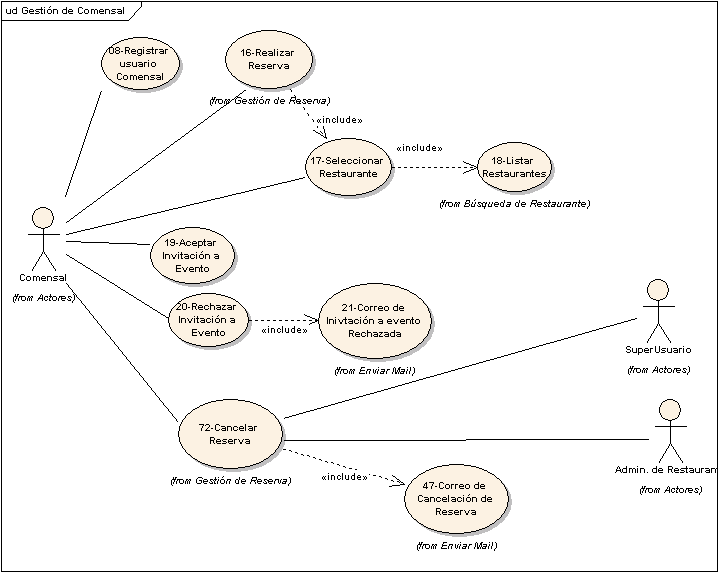 ud Gestión de Comensal
08-Registrar
usuario
Comensal
16-Realizar
Reserva
(from Gestión de Reserva)
«include»
17-Seleccionar
Restaurante
«include»
18-Listar
Restaurantes
(from Búsqueda de Restaurante)
Comensal
(from Actores)
19-Aceptar
Invitación a
Evento
20-Rechazar
Invitación a
Evento
«include»
21-Correo de
Inivtación a evento
Rechazada
(from Enviar Mail)
SuperUsuario
(from Actores)
72-Cancelar
Reserva
(from Gestión de Reserva)
Admin. de Restauran
(from Actores)
«include»
47-Correo de
Cancelación de
Reserva
(from Enviar Mail)